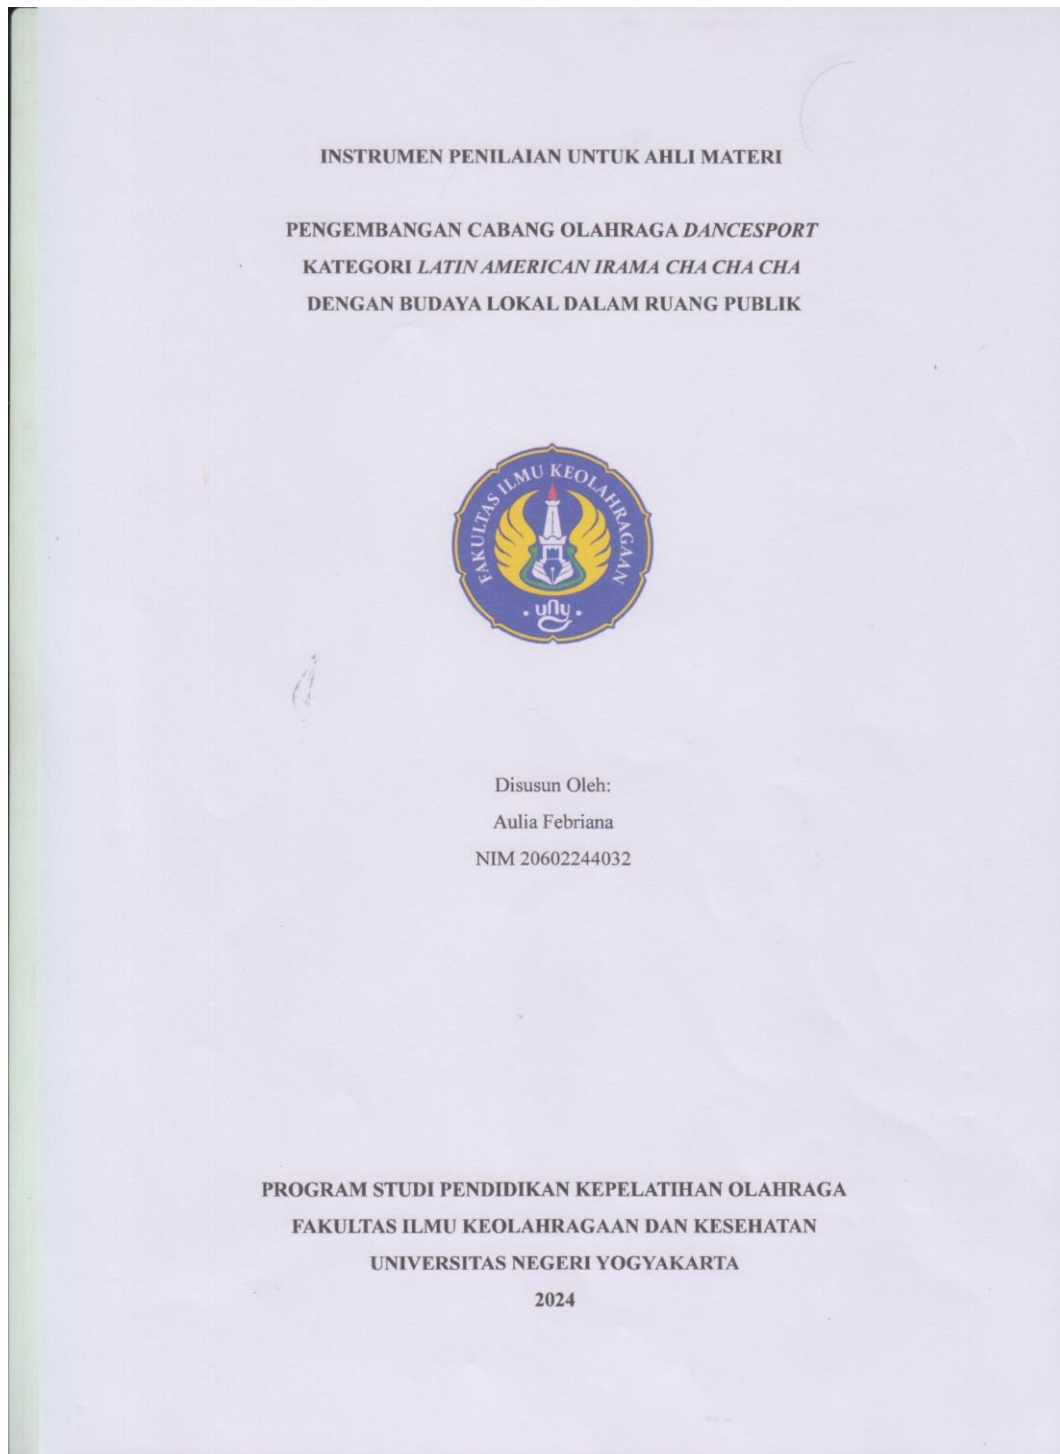 INSTRUMEN PENILAIAN UNTUK AHLI MATERI
PENGEMBANGAN CABANG OLAHRAGA DANCESPORT
KATEGORI LATIN AMERICAN IRAMA CHA CHA CHA
DENGAN BUDAYA LOKAL DALAM RUANG PUBLIK
FAKULTAS ILMU KEOLAHRAGAAN
uny
Disusun Oleh:
Aulia Febriana
NIM 20602244032
PROGRAM STUDI PENDIDIKAN KEPELATIHAN OLAHRAGA
FAKULTAS ILMU KEOLAHRAGAAN DAN KESEHATAN
UNIVERSITAS NEGERI YOGYAKARTA
2024